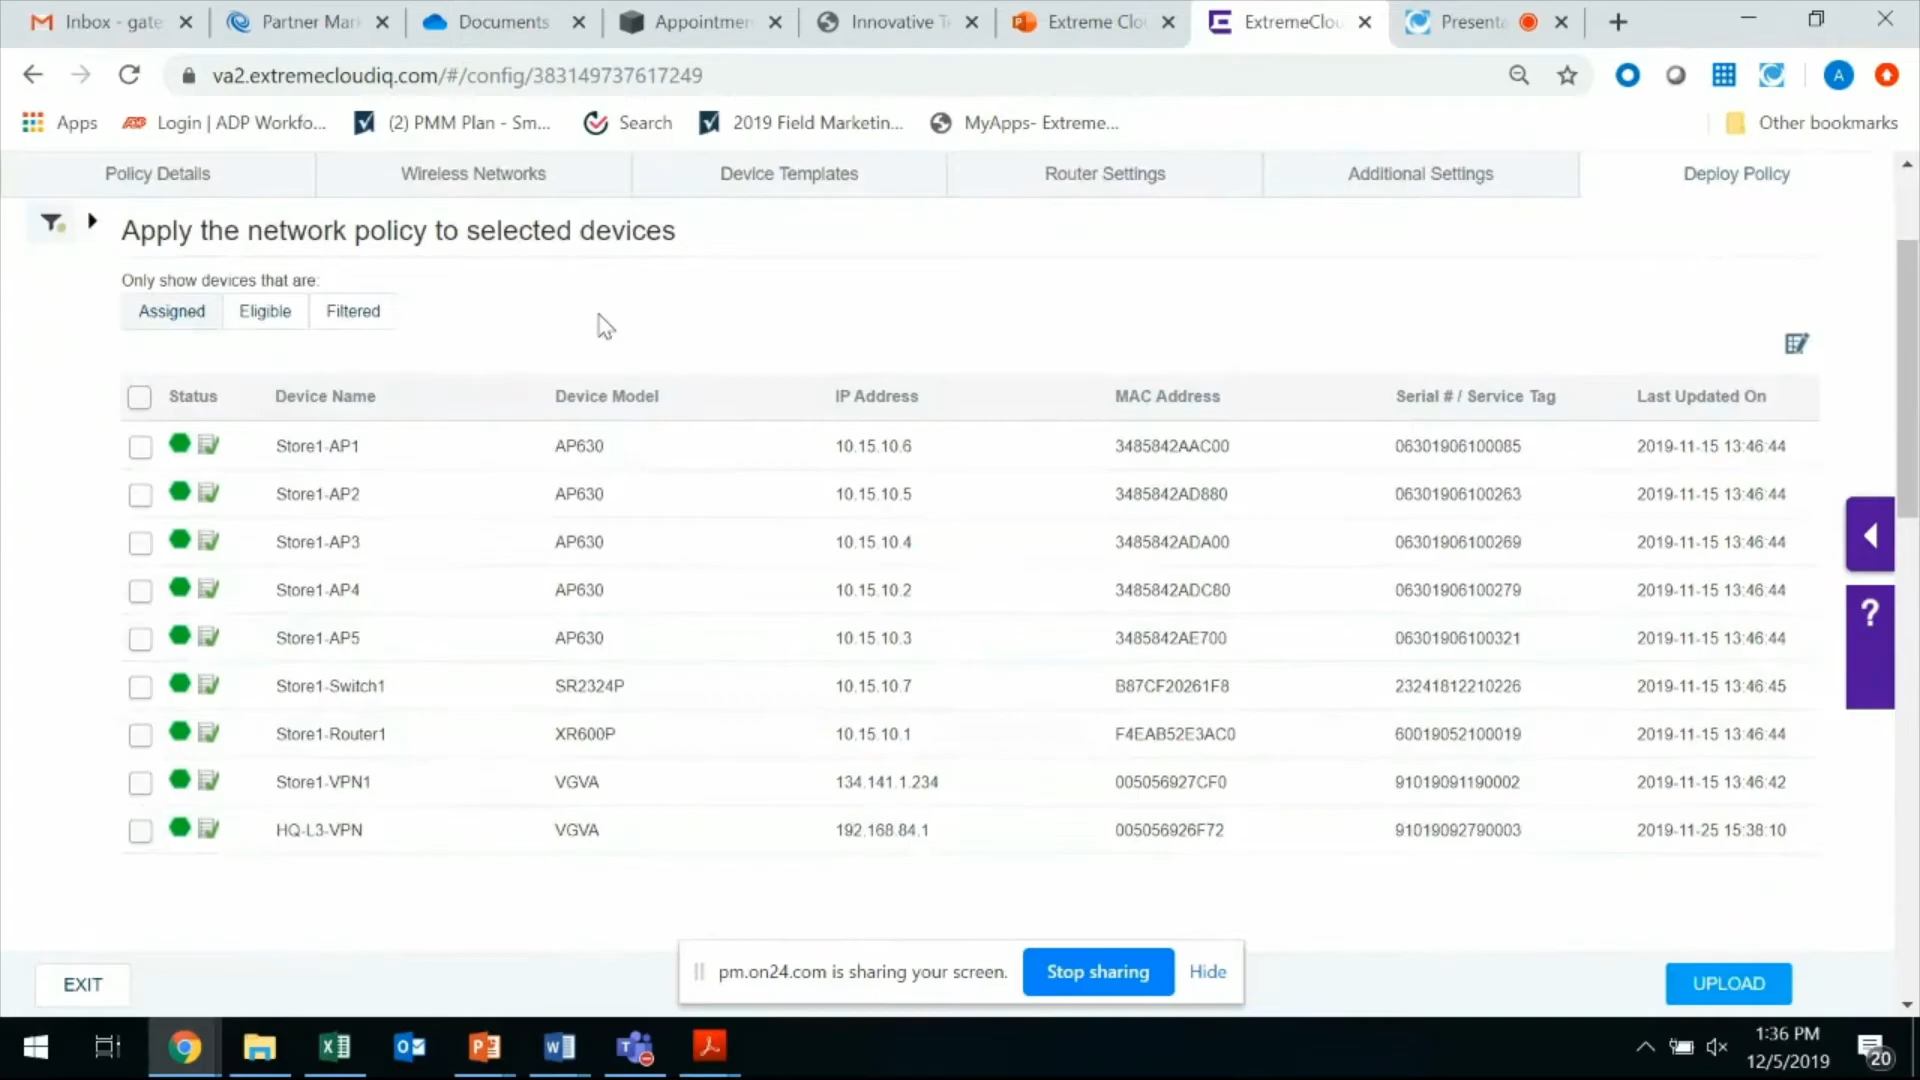 Inbox - gate
Partner Mar
Documents
Appointmen
Innovative T
Extreme Clo
ExtremeClou
Presenta
va2.extremecloudiq.com/#/config/383149737617249
A
Apps
Login | ADP Workfo...
(2) PMM Plan - Sm...
Search
2019 Field Marketin...
MyApps- Extreme...
Other bookmarks
Policy Details
Wireless Networks
Device Templates
Router Settings
Additional Settings
Deploy Policy
Apply the network policy to selected devices
Only show devices that are:
Assigned Eligible Filtered
Status Device Name Device Model IP Address MAC Address Serial # / Service Tag Last Updated On
Store1-AP1 AP630 10.15.10.6 3485842AAC00 06301906100085 2019-11-15 13:46:44
Store1-AP2 AP630 10.15.10.5 3485842AD880 06301906100263 2019-11-15 13:46:44
Store1-AP3 AP630 10.15.10.4 3485842ADA00 06301906100269 2019-11-15 13:46:44
Store1-AP4 AP630 10.15.10.2 3485842ADC80 06301906100279 2019-11-15 13:46:44
Store1-AP5 AP630 10.15.10.3 3485842AE700 06301906100321 2019-11-15 13:46:44
Store1-Switch1 SR2324P 10.15.10.7 B87CF20261F8 23241812210226 2019-11-15 13:46:45
Store1-Router1 XR600P 10.15.10.1 F4EAB52E3AC0 60019052100019 2019-11-15 13:46:44
Store1-VPN1 VGVA 134.141.1.234 005056927CF0 91019091190002 2019-11-15 13:46:42
HQ-L3-VPN VGVA 192.168.84.1 005056926F72 91019092790003 2019-11-25 15:38:10
?
EXIT
pm.on24.com is sharing your screen.
Stop sharing
Hide
UPLOAD
1:36 PM
12/5/2019
20